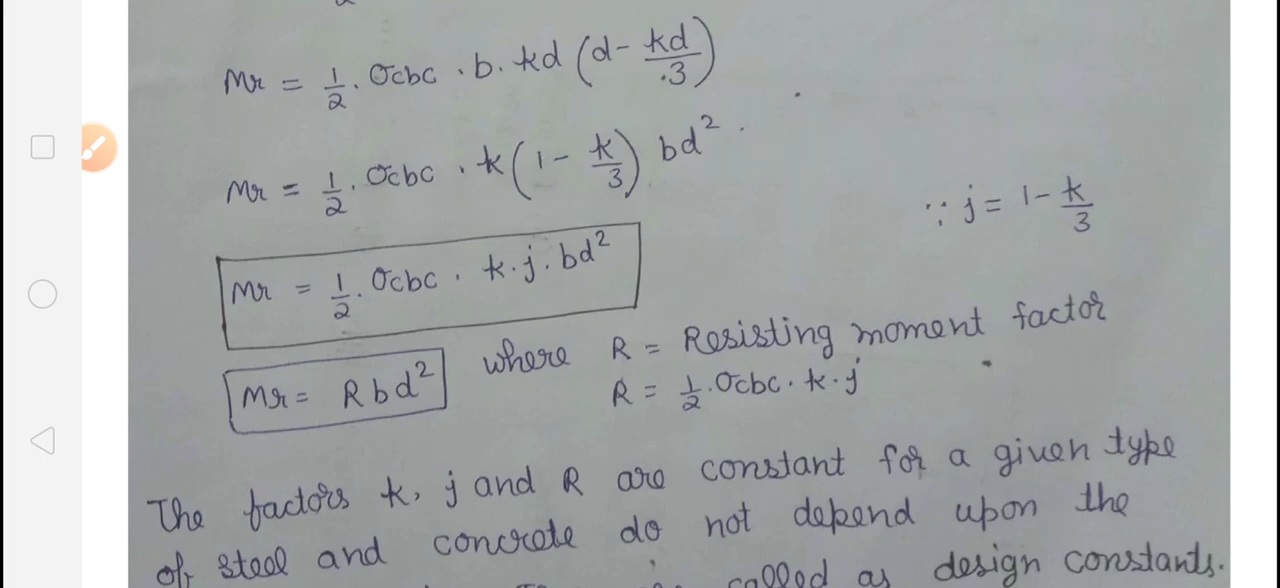 Mr = 1/2 . σcbc . b . kd (d - kd/.3)
Mr = 1/2 . σcbc . k (1 - k/3) bd² .
∵ j = 1 - k/3
Mr = 1/2 . σcbc . k . j . bd²
Mr = R b d² where R = Resisting moment factor
R = 1/2 . σcbc . k . j
The factors k, j and R are constant for a given type
of steel and concrete do not depend upon the
called as design constants.